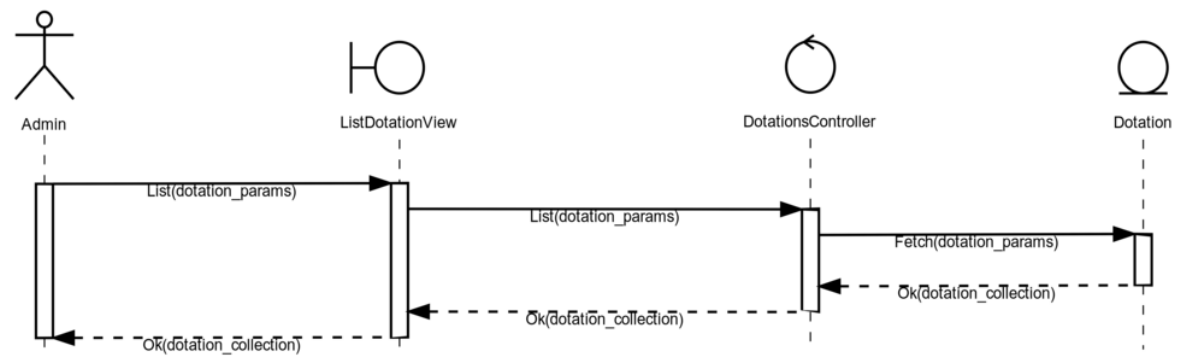 Admin
ListDotationView
DotationsController
Dotation
List(dotation_params)
List(dotation_params)
Fetch(dotation_params)
Ok(dotation_collection)
Ok(dotation_collection)
Ok(dotation_collection)